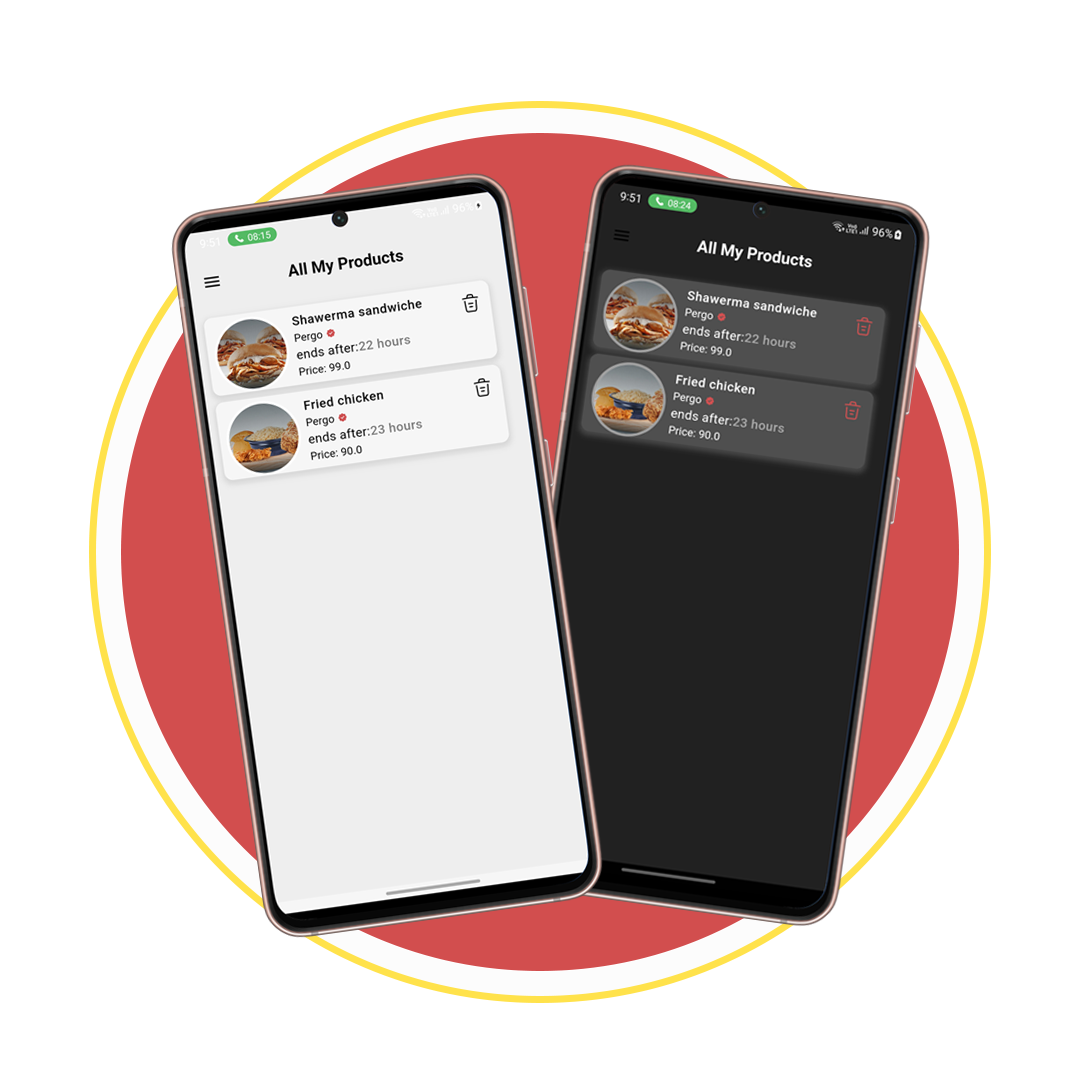 9:51 08:15 96%
All My Products
Shawerma sandwiche
Pergo
ends after:22 hours
Price: 99.0
Fried chicken
Pergo
ends after:23 hours
Price: 90.0
9:51 08:24 96%
All My Products
Shawerma sandwiche
Pergo
ends after:22 hours
Price: 99.0
Fried chicken
Pergo
ends after:23 hours
Price: 90.0